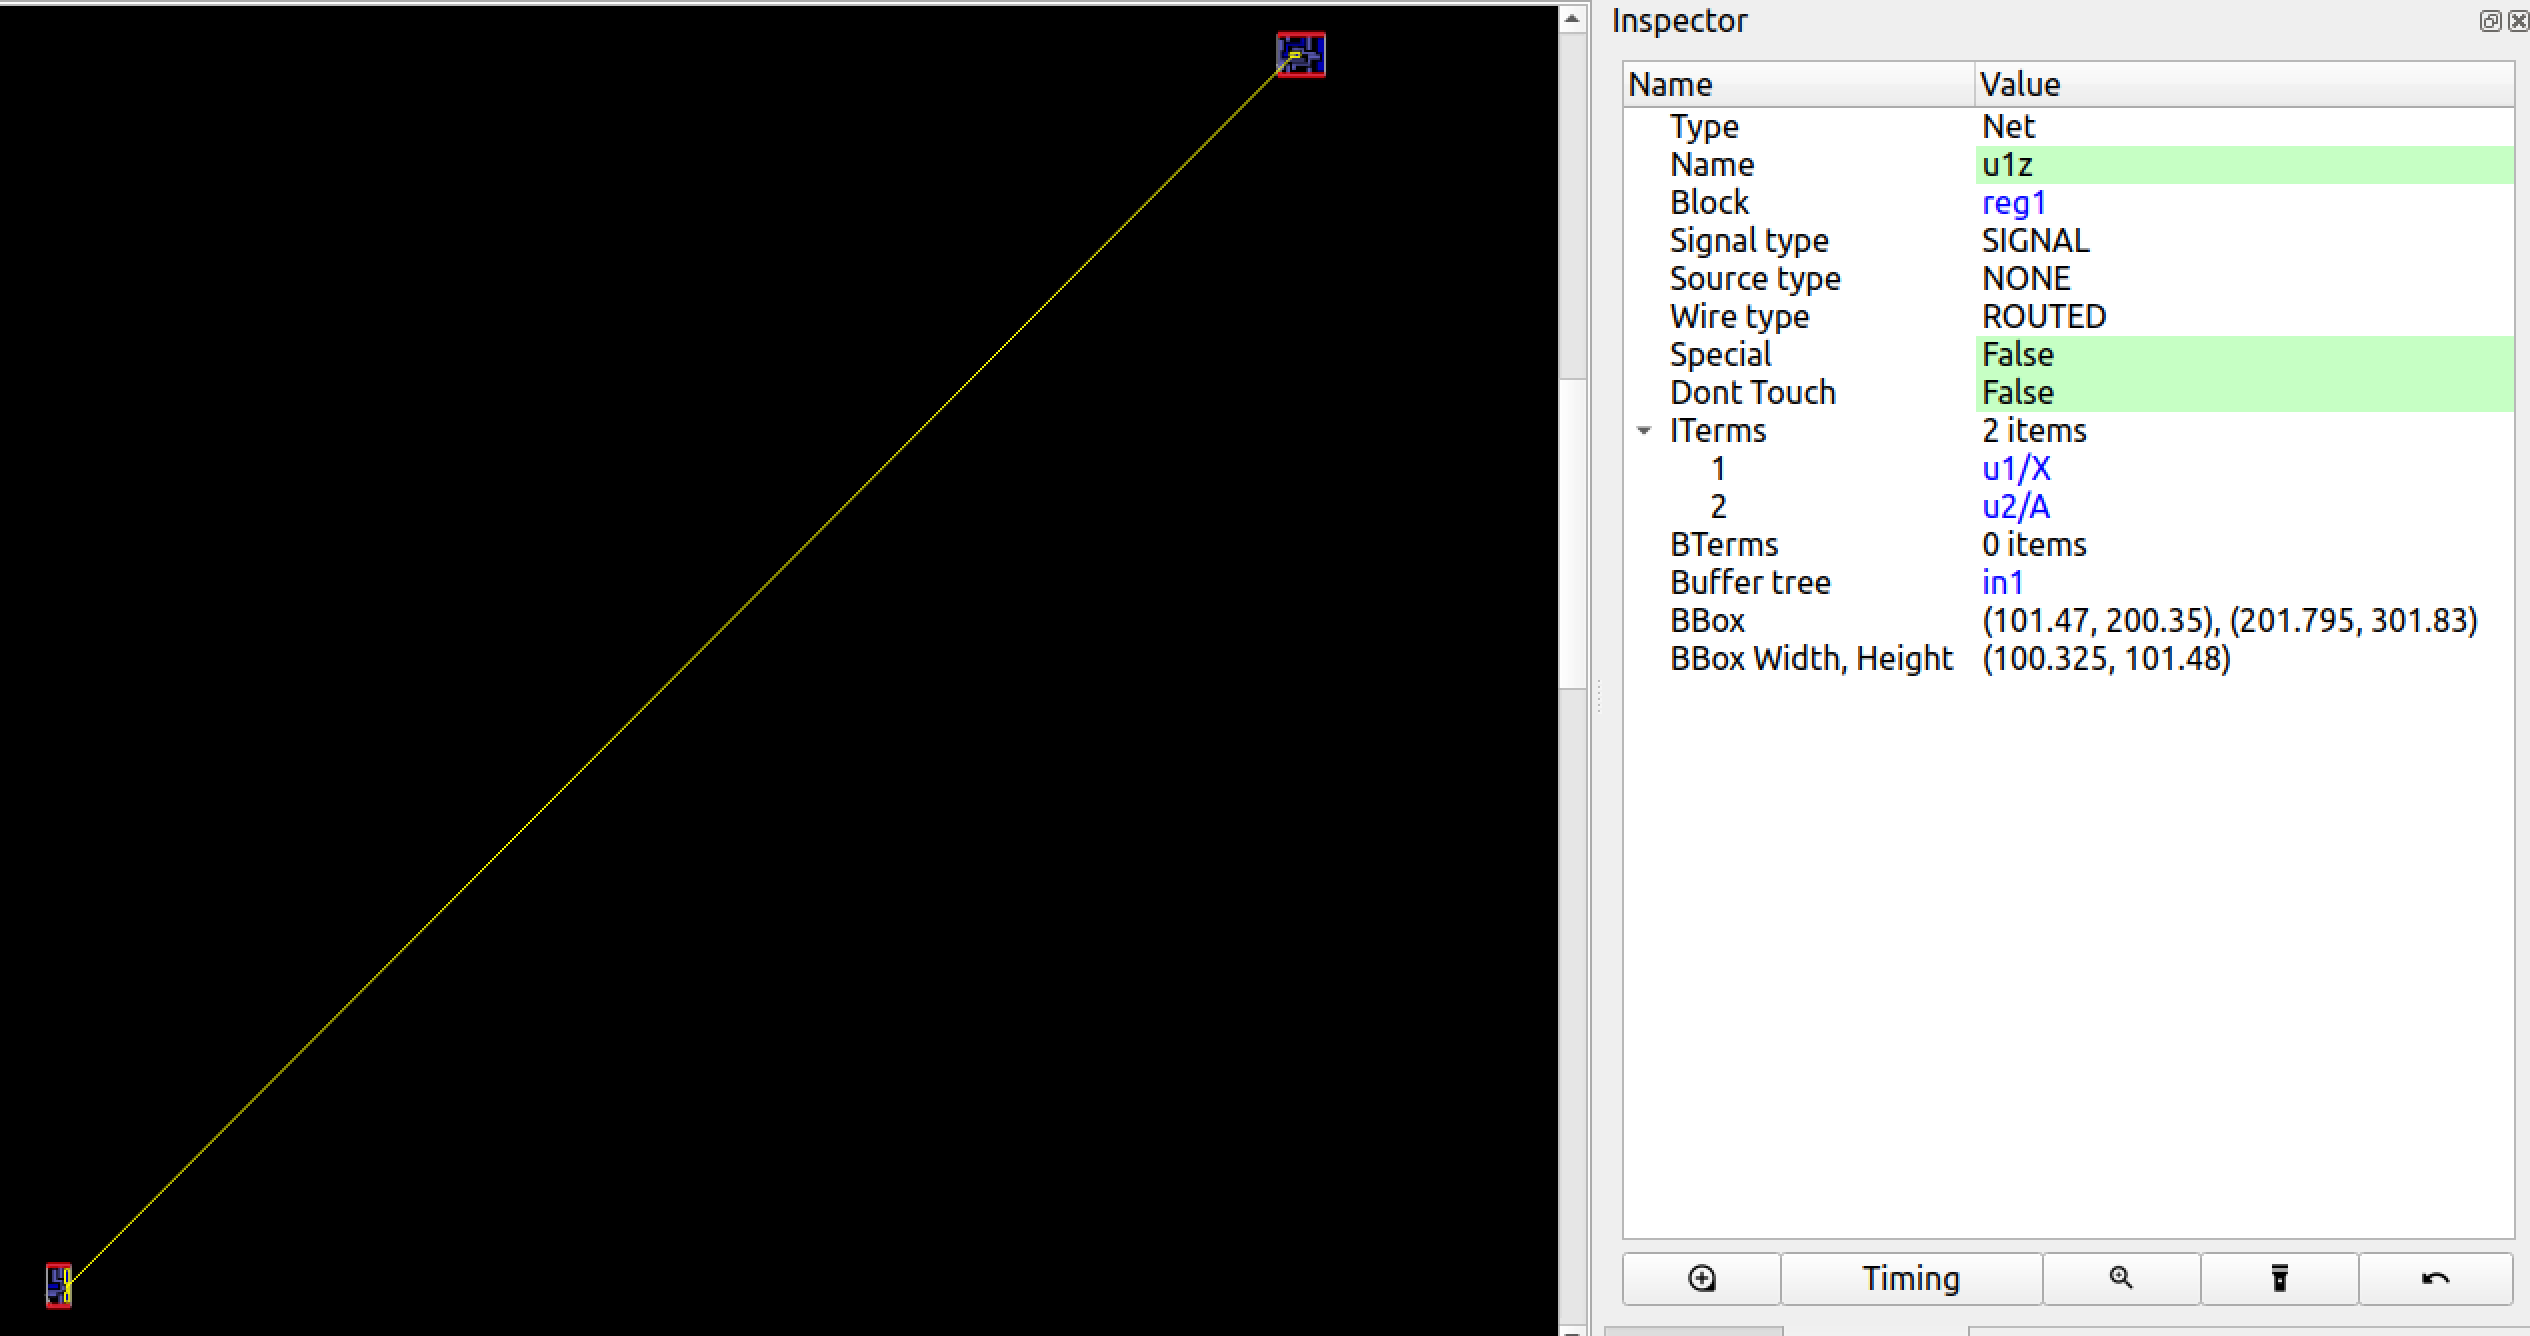 Inspector
Name Value
Type Net
Name u1z
Block reg1
Signal type SIGNAL
Source type NONE
Wire type ROUTED
Special False
Dont Touch False
ITerms 2 items
1 u1/X
2 u2/A
BTerms 0 items
Buffer tree in1
BBox (101.47, 200.35), (201.795, 301.83)
BBox Width, Height (100.325, 101.48)
Timing